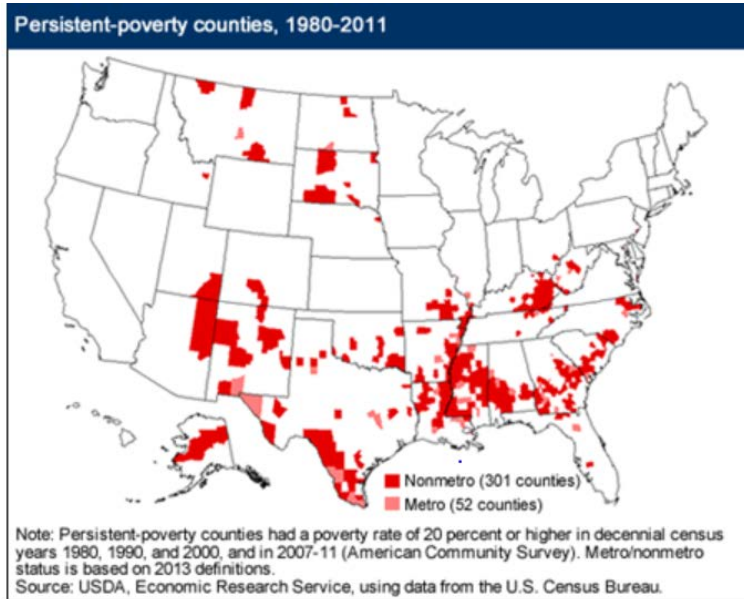 Persistent-poverty counties, 1980-2011
Nonmetro (301 counties)
Metro (52 counties)
Note: Persistent-poverty counties had a poverty rate of 20 percent or higher in decennial census
years 1980, 1990, and 2000, and in 2007-11 (American Community Survey). Metro/nonmetro
status is based on 2013 definitions.
Source: USDA, Economic Research Service, using data from the U.S. Census Bureau.